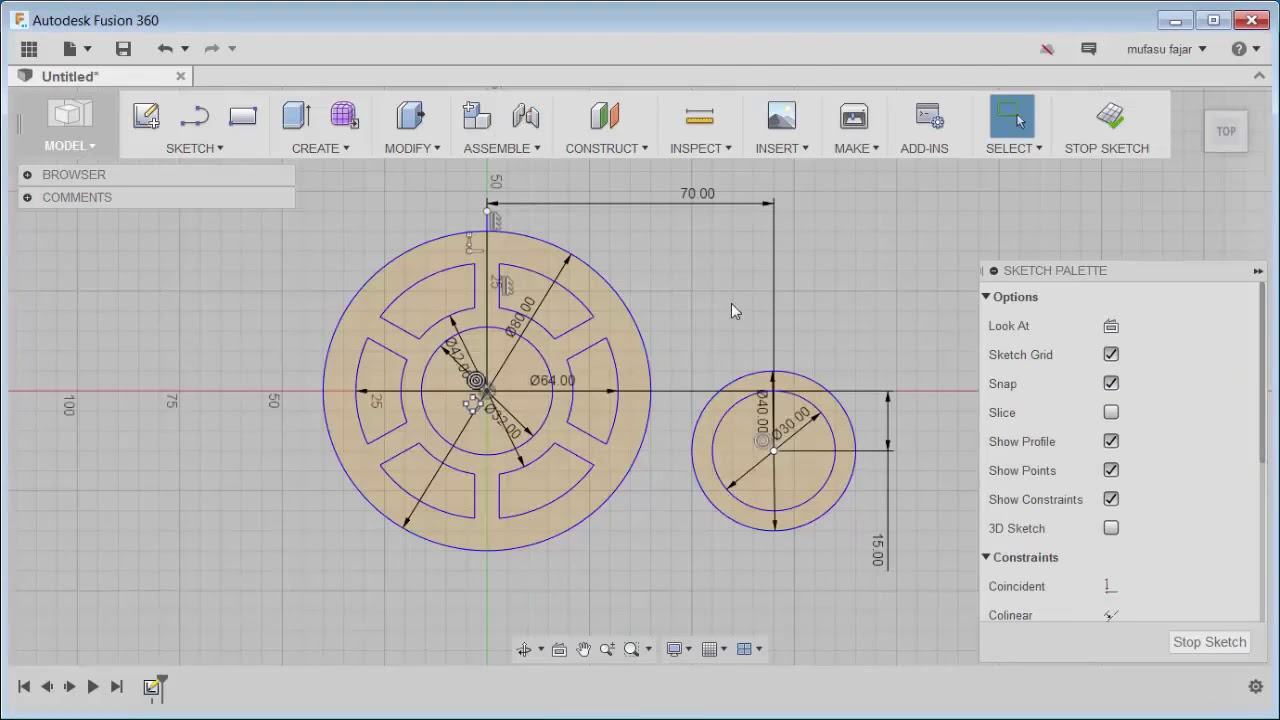 Autodesk Fusion 360
mufasu fajar
Untitled*
MODEL
SKETCH
CREATE
MODIFY
ASSEMBLE
CONSTRUCT
INSPECT
INSERT
MAKE
ADD-INS
SELECT
STOP SKETCH
TOP
BROWSER
COMMENTS
50
70.00
25
Ø80.00
Ø42.00
Ø64.00
Ø32.00
100
75
50
25
Ø40.00
Ø30.00
15.00
SKETCH PALETTE
Options
Look At
Sketch Grid
Snap
Slice
Show Profile
Show Points
Show Constraints
3D Sketch
Constraints
Coincident
Colinear
Stop Sketch